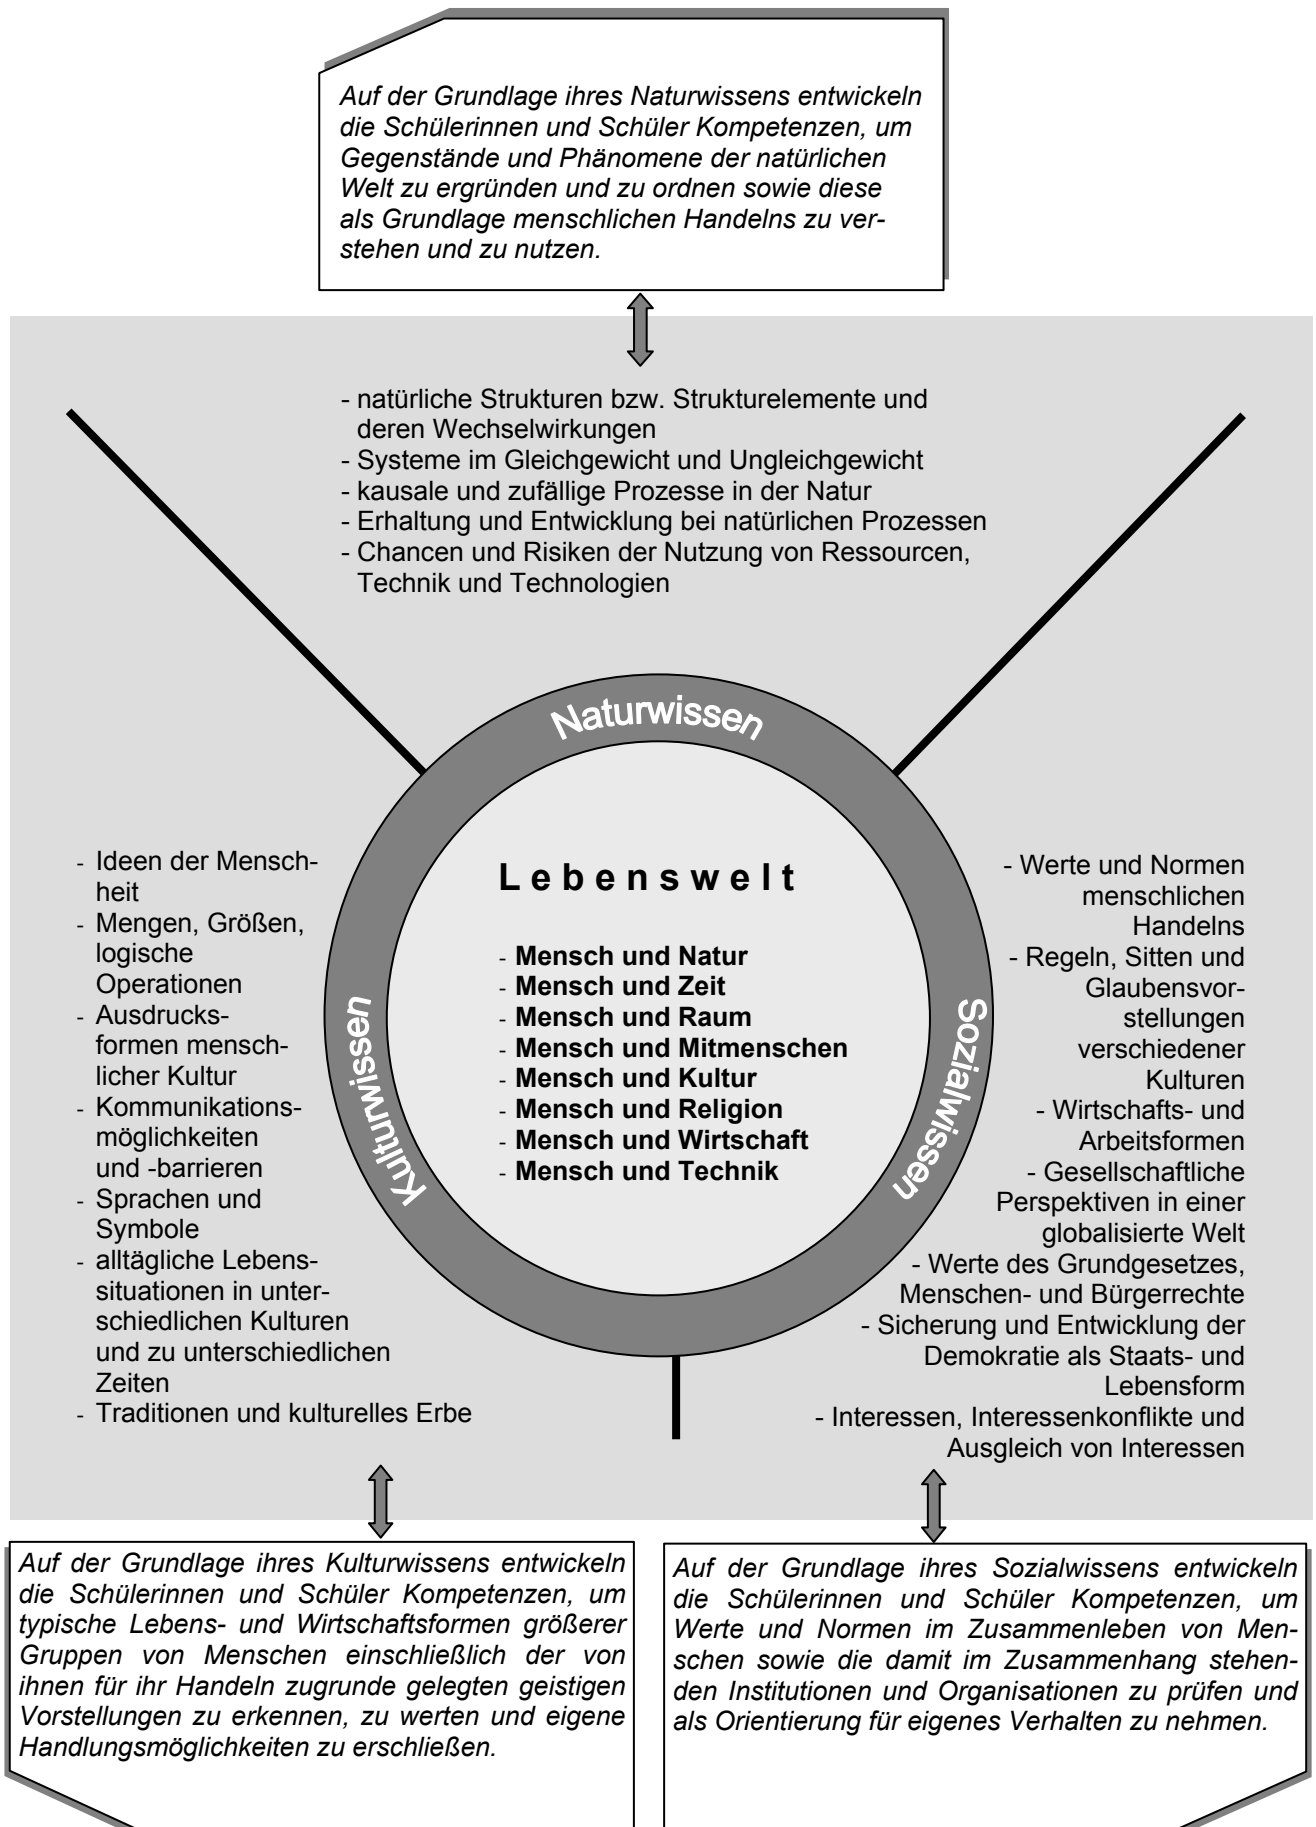 Auf der Grundlage ihres Naturwissens entwickeln
die Schülerinnen und Schüler Kompetenzen, um
Gegenstände und Phänomene der natürlichen
Welt zu ergründen und zu ordnen sowie diese
als Grundlage menschlichen Handelns zu ver-
stehen und zu nutzen.
- natürliche Strukturen bzw. Strukturelemente und
deren Wechselwirkungen
- Systeme im Gleichgewicht und Ungleichgewicht
- kausale und zufällige Prozesse in der Natur
- Erhaltung und Entwicklung bei natürlichen Prozessen
- Chancen und Risiken der Nutzung von Ressourcen,
Technik und Technologien
Naturwissen
- Ideen der Mensch-
heit
- Mengen, Größen,
logische
Operationen
- Ausdrucks-
formen mensch-
licher Kultur
- Kommunikations-
möglichkeiten
und -barrieren
- Sprachen und
Symbole
- alltägliche Lebens-
situationen in unter-
schiedlichen Kulturen
und zu unterschiedlichen
Zeiten
- Traditionen und kulturelles Erbe
Kulturwissen
Lebenswelt
- Mensch und Natur
- Mensch und Zeit
- Mensch und Raum
- Mensch und Mitmenschen
- Mensch und Kultur
- Mensch und Religion
- Mensch und Wirtschaft
- Mensch und Technik
Sozialwissen
- Werte und Normen
menschlichen
Handelns
- Regeln, Sitten und
Glaubensvor-
stellungen
verschiedener
Kulturen
- Wirtschafts- und
Arbeitsformen
- Gesellschaftliche
Perspektiven in einer
globalisierte Welt
- Werte des Grundgesetzes,
Menschen- und Bürgerrechte
- Sicherung und Entwicklung der
Demokratie als Staats- und
Lebensform
- Interessen, Interessenkonflikte und
Ausgleich von Interessen
Auf der Grundlage ihres Kulturwissens entwickeln
die Schülerinnen und Schüler Kompetenzen, um
typische Lebens- und Wirtschaftsformen größerer
Gruppen von Menschen einschließlich der von
ihnen für ihr Handeln zugrunde gelegten geistigen
Vorstellungen zu erkennen, zu werten und eigene
Handlungsmöglichkeiten zu erschließen.
Auf der Grundlage ihres Sozialwissens entwickeln
die Schülerinnen und Schüler Kompetenzen, um
Werte und Normen im Zusammenleben von Men-
schen sowie die damit im Zusammenhang stehen-
den Institutionen und Organisationen zu prüfen und
als Orientierung für eigenes Verhalten zu nehmen.